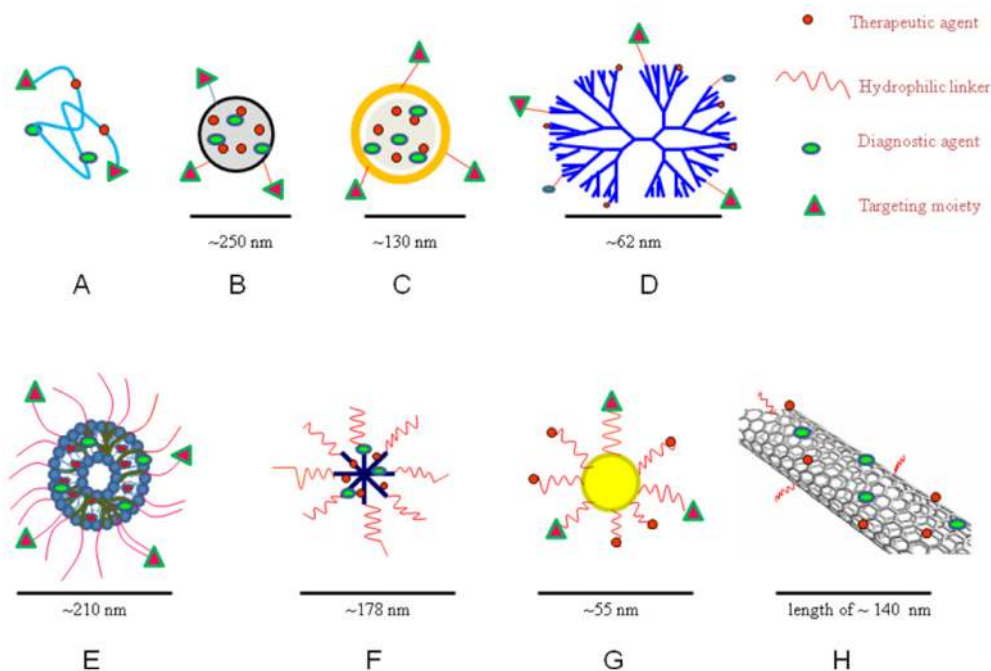 Therapeutic agent
Hydrophilic linker
Diagnostic agent
Targeting moiety
~250 nm
~130 nm
~62 nm
A
B
C
D
~210 nm
~178 nm
~55 nm
length of ~ 140 nm
E
F
G
H